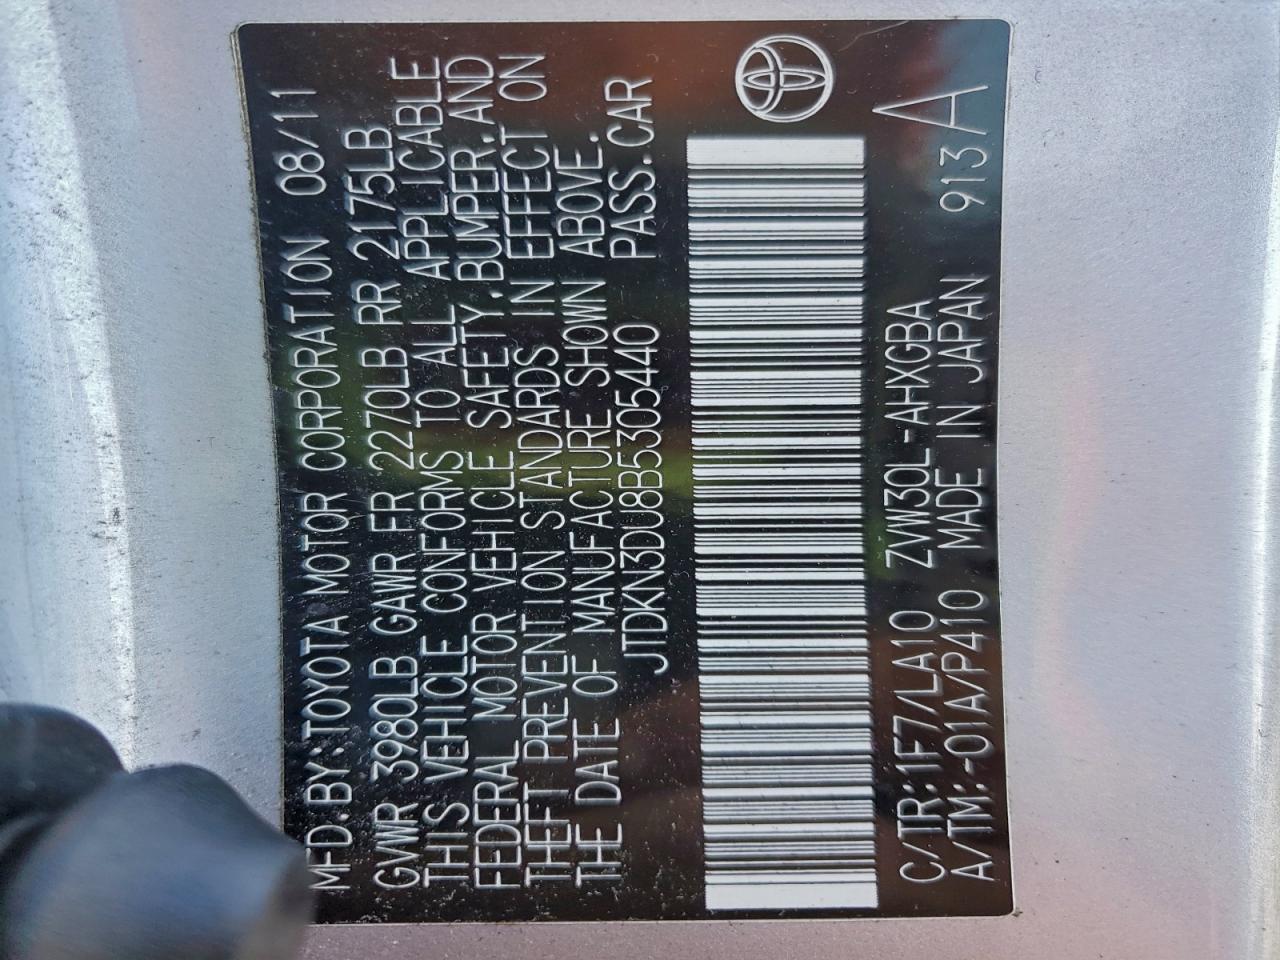 MFD.BY:TOYOTA MOTOR CORPORATION 08/11
GVWR 3980LB GAWR FR 2270LB RR 2175LB
THIS VEHICLE CONFORMS TO ALL APPLICABLE
FEDERAL MOTOR VEHICLE SAFETY,BUMPER,AND
THEFT PREVENTION STANDARDS IN EFFECT ON
THE DATE OF MANUFACTURE SHOWN ABOVE.
JTDKN3DU8B5305440 PASS.CAR
C/TR:1F7/LA10 ZVW30L-AHXGBA
A/TM:-01A/P410 MADE IN JAPAN 913A